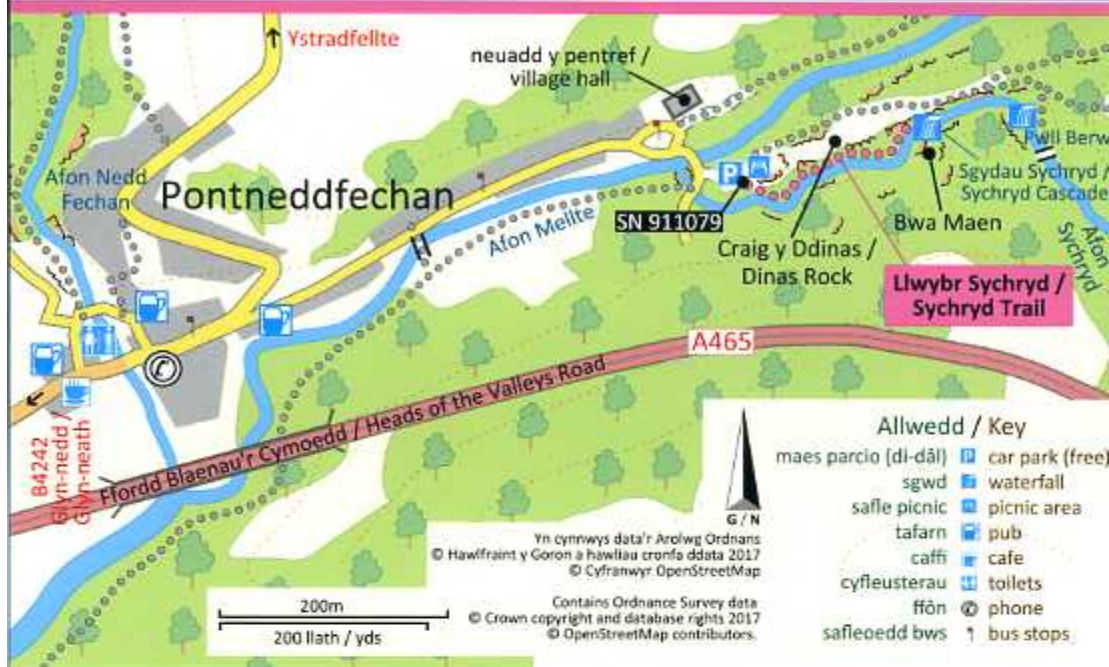 Ystradfellte
neuadd y pentref /
village hall
Afon Nedd
Fechan
Pontneddfechan
Afon Mellte
SN 911079
Craig y Ddinas /
Dinas Rock
Pwll Berw
Sgydau Sychryd /
Sychryd Cascade
Bwa Maen
Afon
Sychryd
Llwybr Sychryd /
Sychryd Trail
A465
Ffordd Blaenau'r Cymoedd / Heads of the Valleys Road
B4242
Glyn-nedd /
Glyn-neath
G / N
Allwedd / Key
maes parcio (di-dâl) P car park (free)
sgwd waterfall
safle picnic picnic area
tafarn pub
caffi cafe
cyfleusterau toilets
ffôn phone
safleoedd bws bus stops
Yn cynnwys data'r Arolwg Ordnans
© Hawlfraint y Goron a hawliau cronfa ddata 2017
© Cyfranwyr OpenStreetMap
Contains Ordnance Survey data
© Crown copyright and database rights 2017
© OpenStreetMap contributors.
200m
200 llath / yds
P